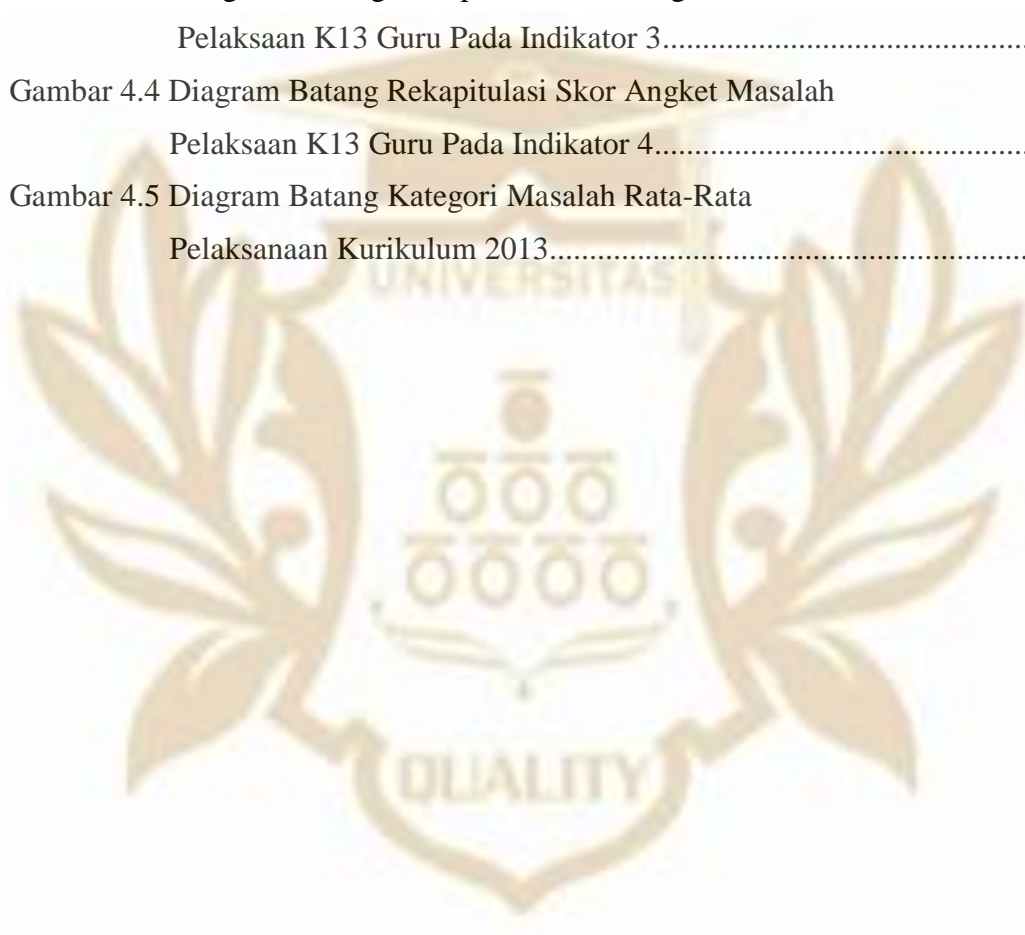 Pelaksaan K13 Guru Pada Indikator 3..............................................
Gambar 4.4 Diagram Batang Rekapitulasi Skor Angket Masalah
Pelaksaan K13 Guru Pada Indikator 4...............................................
Gambar 4.5 Diagram Batang Kategori Masalah Rata-Rata
Pelaksanaan Kurikulum 2013............................................................
UNIVERSITAS
QUALITY